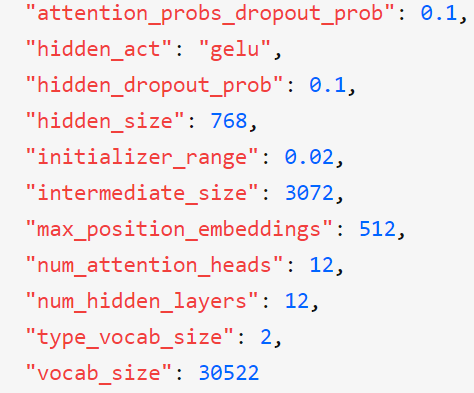 "attention_probs_dropout_prob": 0.1,
"hidden_act": "gelu",
"hidden_dropout_prob": 0.1,
"hidden_size": 768,
"initializer_range": 0.02,
"intermediate_size": 3072,
"max_position_embeddings": 512,
"num_attention_heads": 12,
"num_hidden_layers": 12,
"type_vocab_size": 2,
"vocab_size": 30522